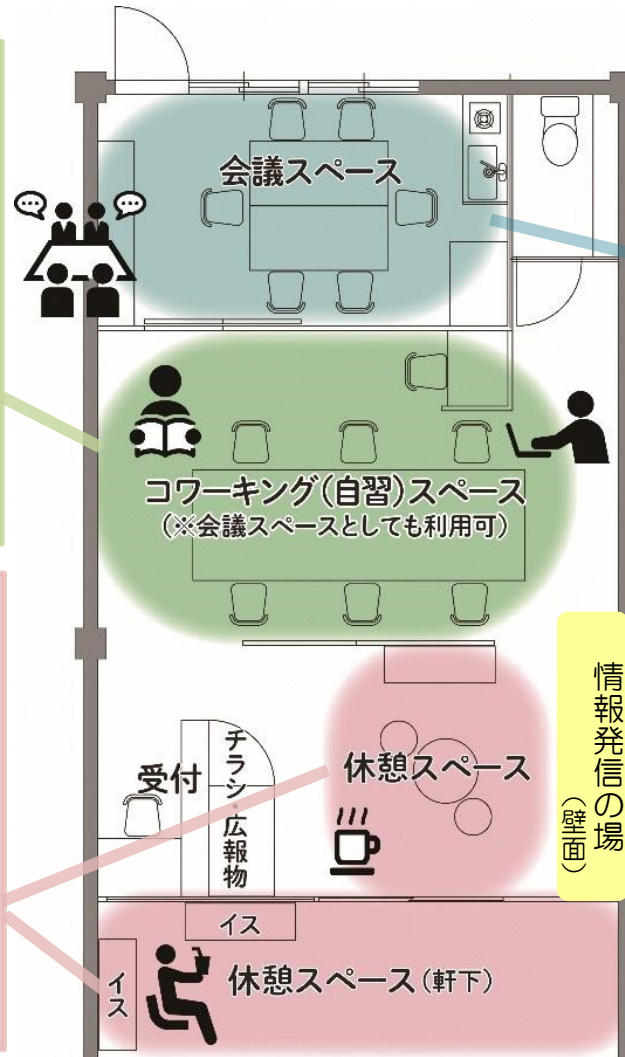 会議スペース
コワーキング(自習)スペース
(※会議スペースとしても利用可)
情報発信の場
(壁面)
受付
チラシ・広報物
休憩スペース
イス
イス
休憩スペース(軒下)